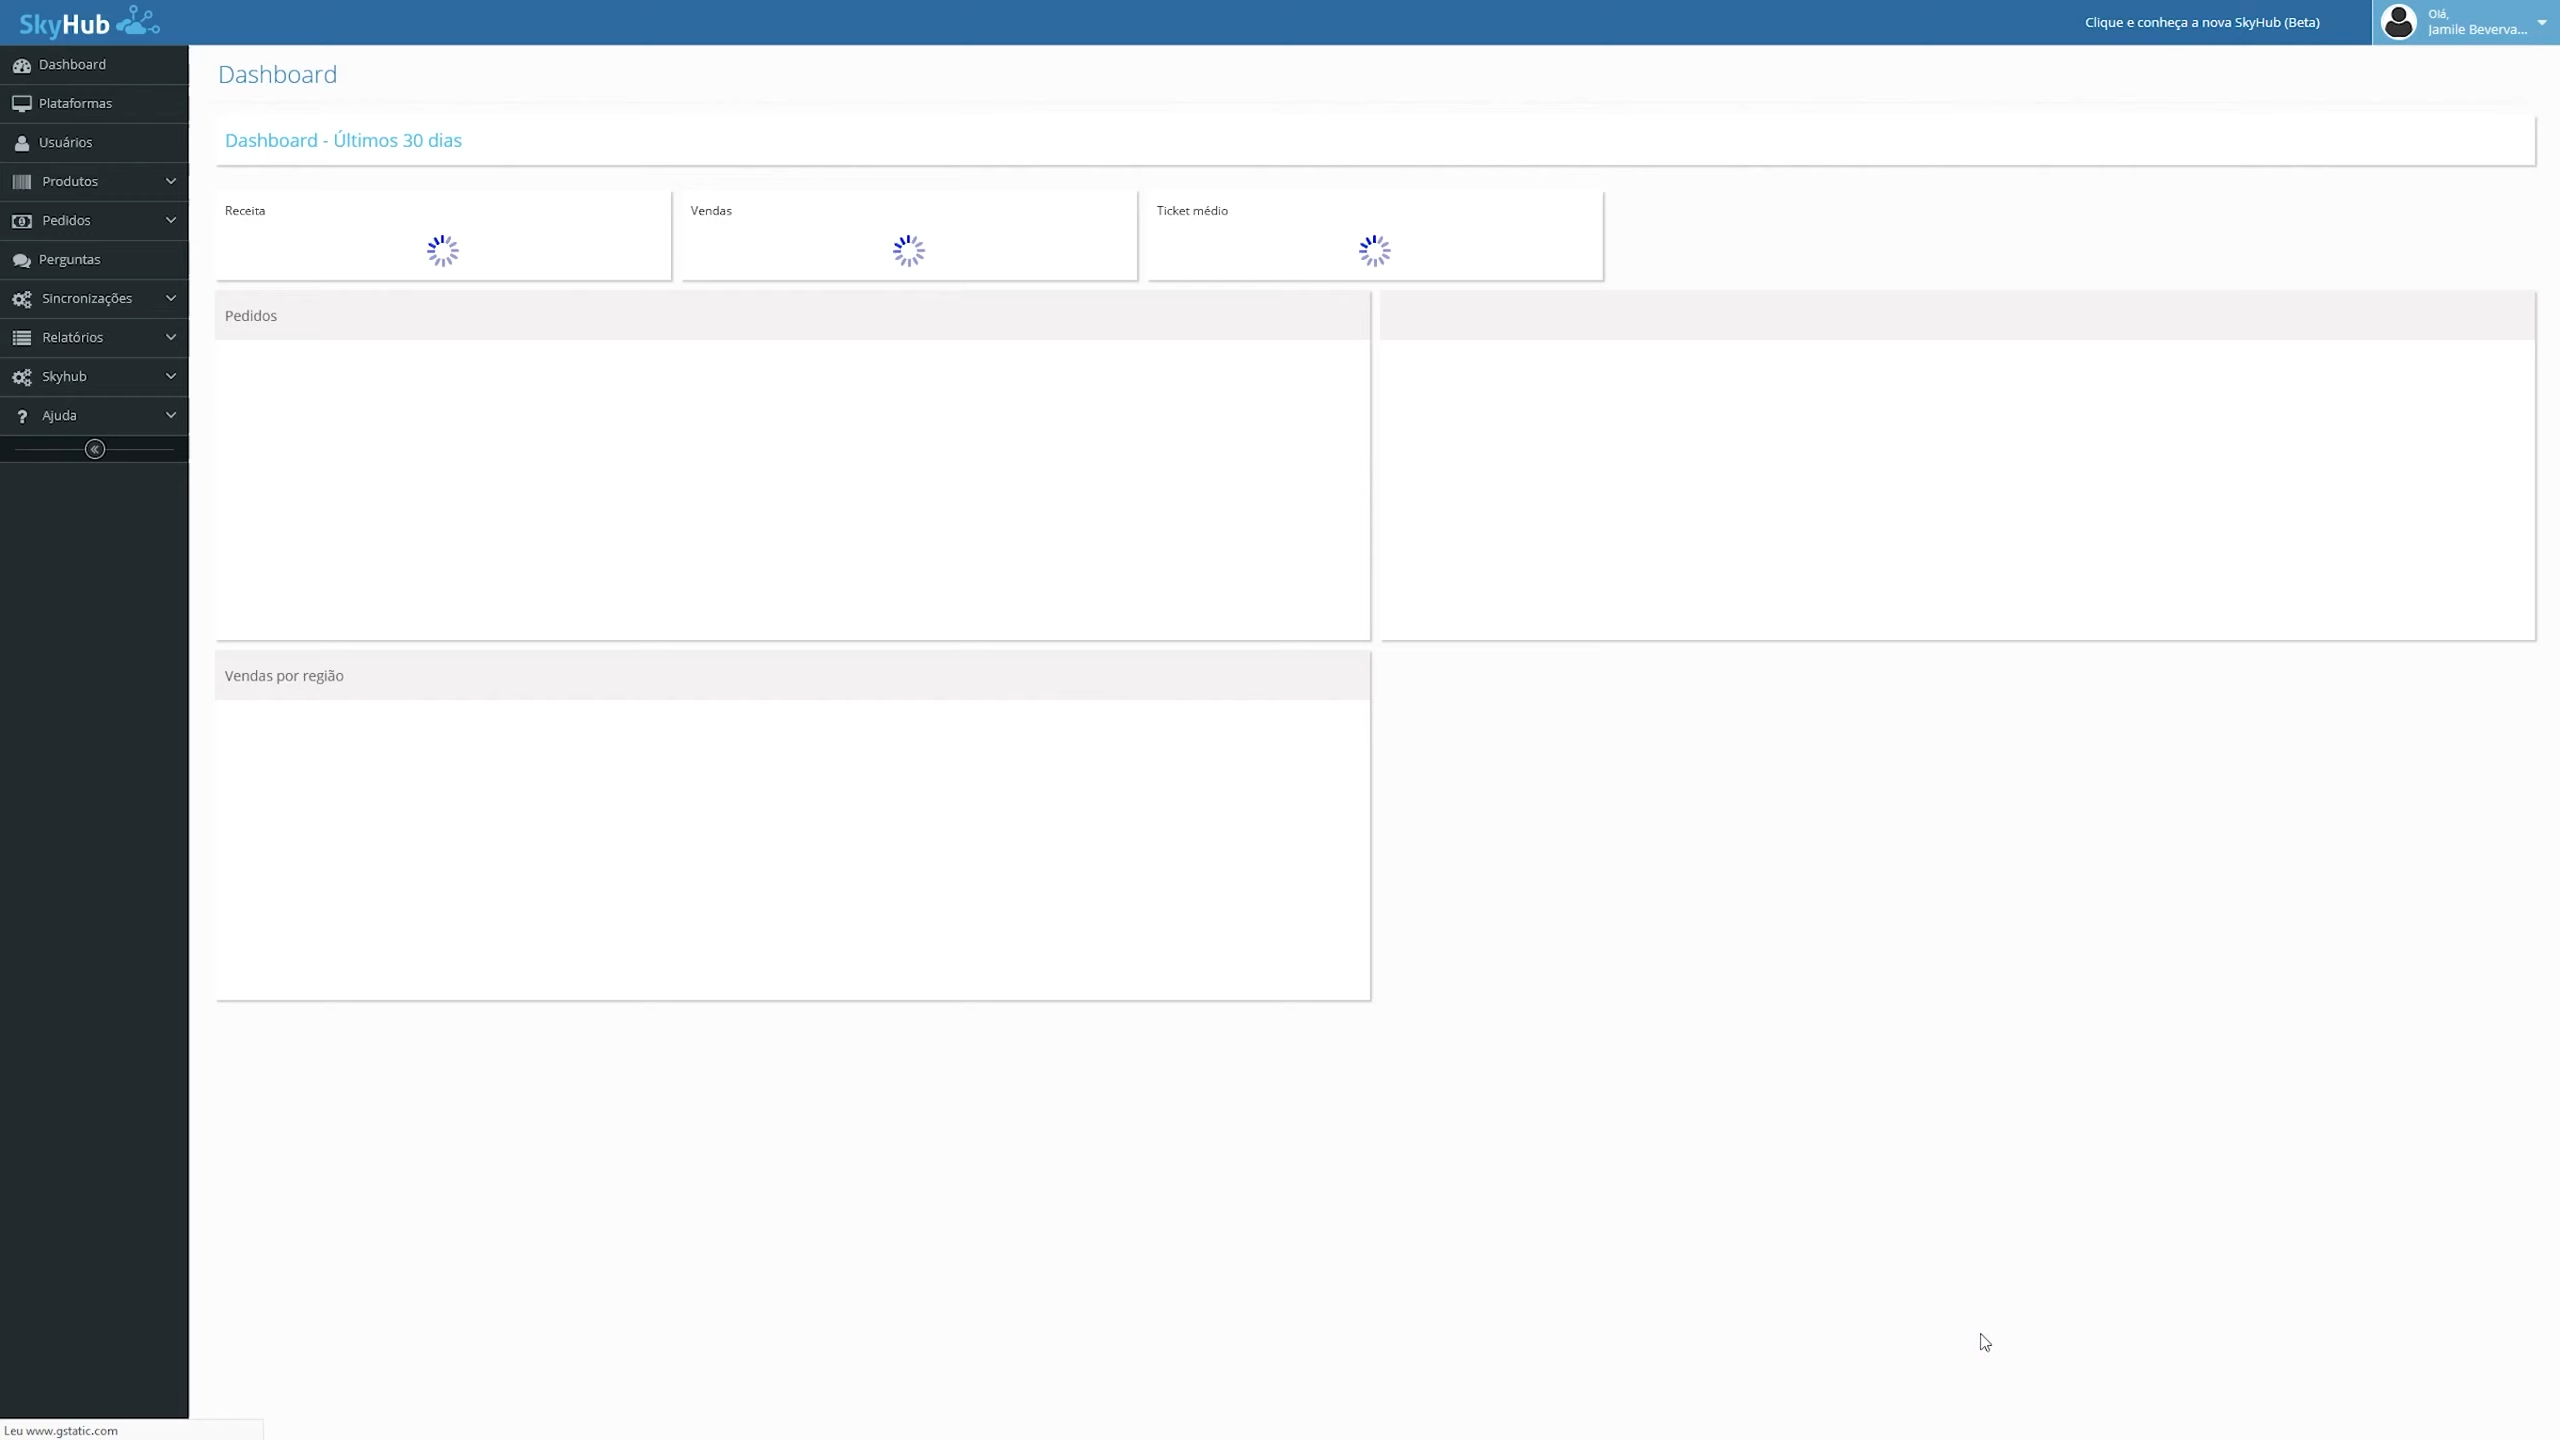 SkyHub
Clique e conheça a nova SkyHub (Beta)
Olá,
Jamile Beverva...
Dashboard
Plataformas
Usuários
Produtos
Pedidos
Perguntas
Sincronizações
Relatórios
Skyhub
Ajuda
Dashboard
Dashboard - Últimos 30 dias
Receita
Vendas
Ticket médio
Pedidos
Vendas por região
Leu www.gstatic.com